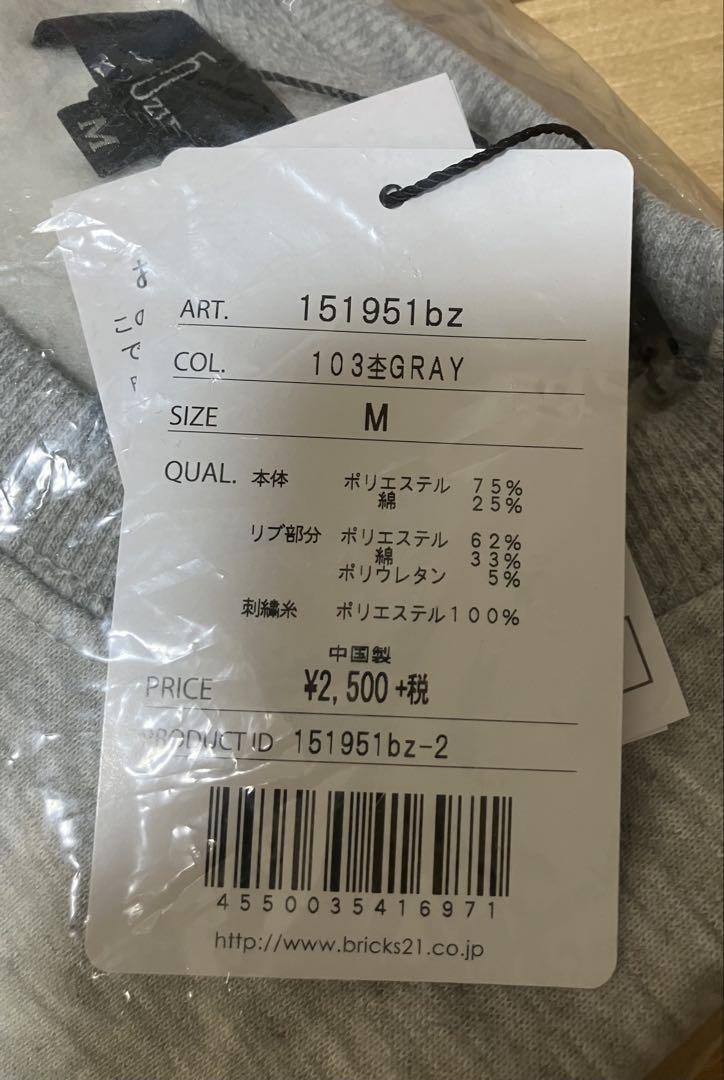 M
ART. 151951bz
COL. 103杢GRAY
SIZE M
QUAL. 本体 ポリエステル 75%
綿 25%
リブ部分 ポリエステル 62%
綿 33%
ポリウレタン 5%
刺繍糸 ポリエステル100%
中国製
PRICE ¥2,500+税
PRODUCT ID 151951bz-2
4550035416971
http://www.bricks21.co.jp